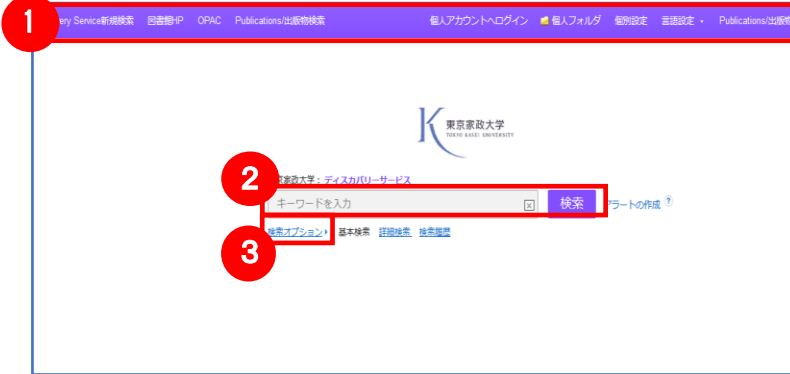 1
ery Service新規検索 図書館HP OPAC Publications/出版物検索 個人アカウントへログイン 個人フォルダ 個別設定 言語設定 Publications/出版物
東京家政大学
TOKYO KASEI UNIVERSITY
2
京家政大学： ディスカバリーサービス
キーワードを入力 検索 アラートの作成 ?
検索オプション 基本検索 詳細検索 検索履歴
3